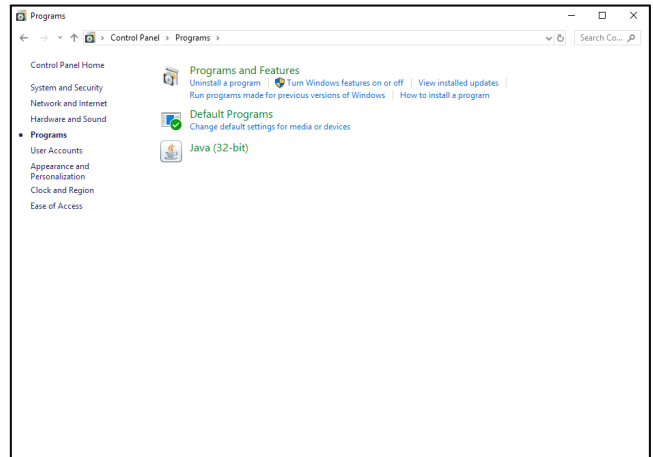 Programs
Control Panel > Programs >
Search Co...
Control Panel Home
System and Security
Network and Internet
Hardware and Sound
Programs
User Accounts
Appearance and
Personalization
Clock and Region
Ease of Access
Programs and Features
Uninstall a program | Turn Windows features on or off | View installed updates
Run programs made for previous versions of Windows | How to install a program
Default Programs
Change default settings for media or devices
Java (32-bit)